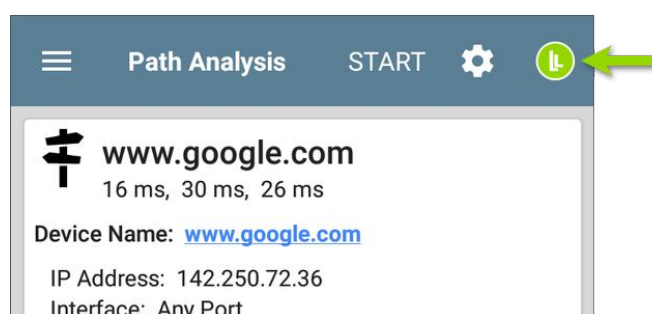 Path Analysis START
www.google.com
16 ms, 30 ms, 26 ms
Device Name: www.google.com
IP Address: 142.250.72.36
Interface: Any Port